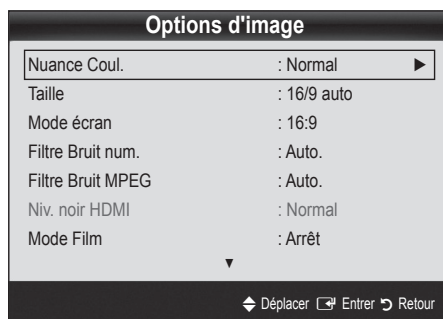 Options d'image
Nuance Coul. : Normal ▶
Taille : 16/9 auto
Mode écran : 16:9
Filtre Bruit num. : Auto.
Filtre Bruit MPEG : Auto.
Niv. noir HDMI : Normal
Mode Film : Arrêt
▼
Déplacer Entrer Retour